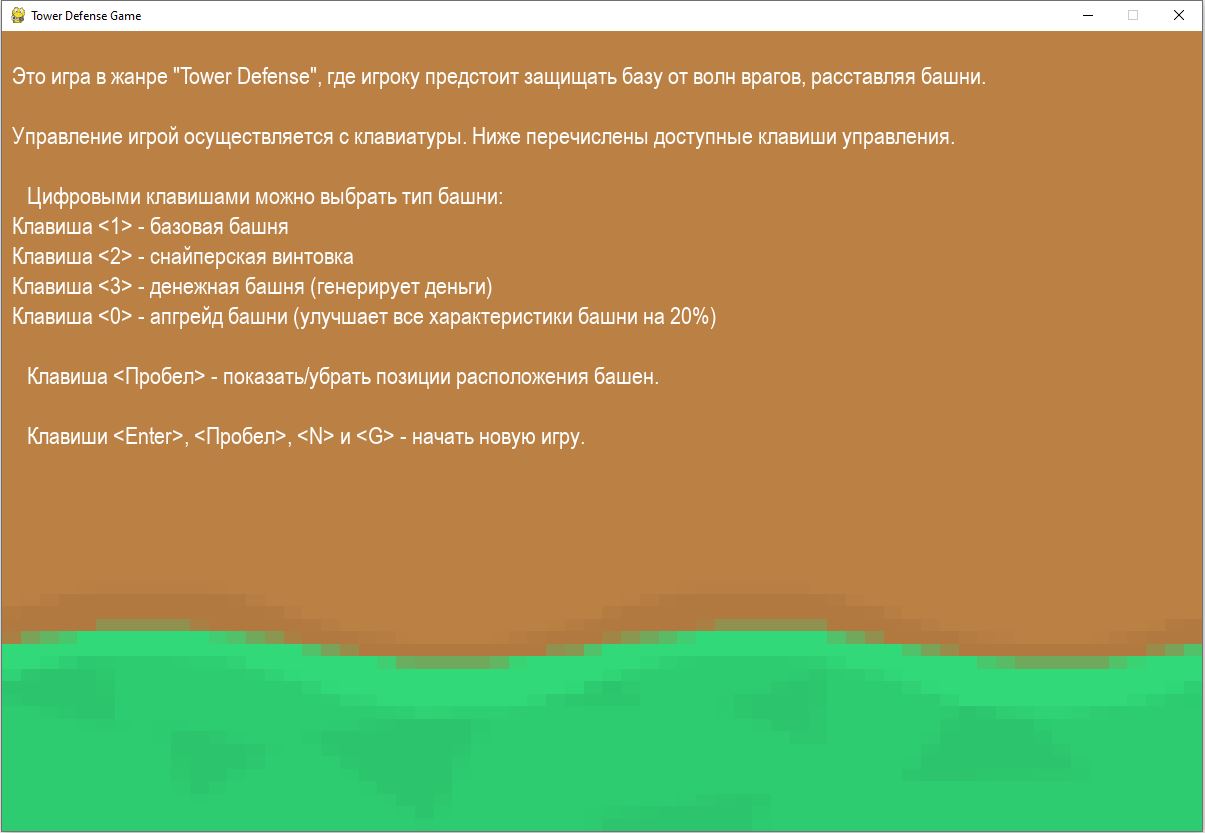 Tower Defense Game
Это игра в жанре "Tower Defense", где игроку предстоит защищать базу от волн врагов, расставляя башни.
Управление игрой осуществляется с клавиатуры. Ниже перечислены доступные клавиши управления.
Цифровыми клавишами можно выбрать тип башни:
Клавиша <1> - базовая башня
Клавиша <2> - снайперская винтовка
Клавиша <3> - денежная башня (генерирует деньги)
Клавиша <0> - апгрейд башни (улучшает все характеристики башни на 20%)
Клавиша <Пробел> - показать/убрать позиции расположения башен.
Клавиши <Enter>, <Пробел>, <N> и <G> - начать новую игру.